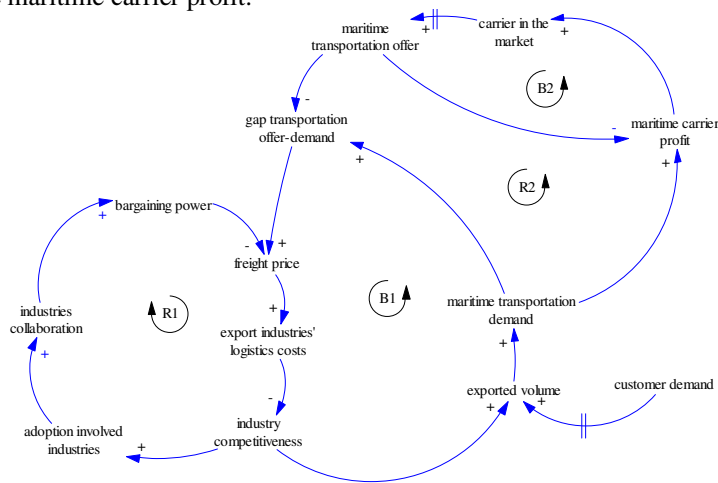 maritime carrier profit.
maritime
transportation offer
carrier in the
market
+
+
B2
-
gap transportation
offer-demand
-
maritime carrier
profit
+
+
R2
bargaining power
+
-
+
freight price
B1
R1
+
industries
collaboration
export industries'
logistics costs
maritime transportation
demand
+
+
-
exported volume
customer demand
+
+
industry
competitiveness
adoption involved
industries
+